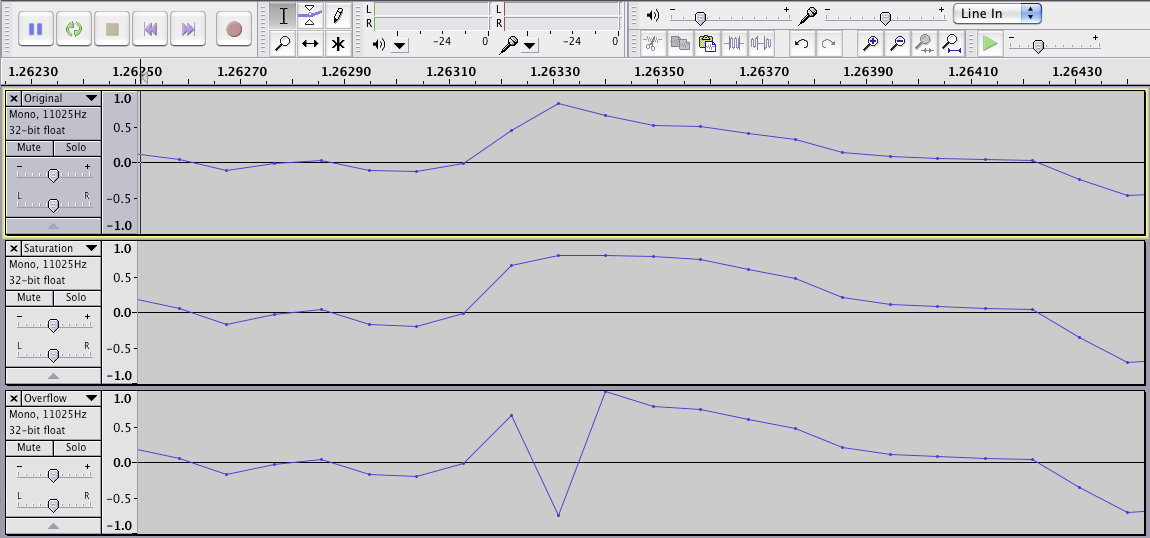 L
R
L
R
-24
0
-24
0
Line In
1.26230
1.26250
1.26270
1.26290
1.26310
1.26330
1.26350
1.26370
1.26390
1.26410
1.26430
Original
Mono, 11025Hz
32-bit float
Mute Solo
- +
L R
1.0
0.5-
0.0-
-0.5-
-1.0
Saturation
Mono, 11025Hz
32-bit float
Mute Solo
- +
L R
1.0
0.5-
0.0-
-0.5-
-1.0
Overflow
Mono, 11025Hz
32-bit float
Mute Solo
- +
L R
1.0
0.5-
0.0-
-0.5-
-1.0